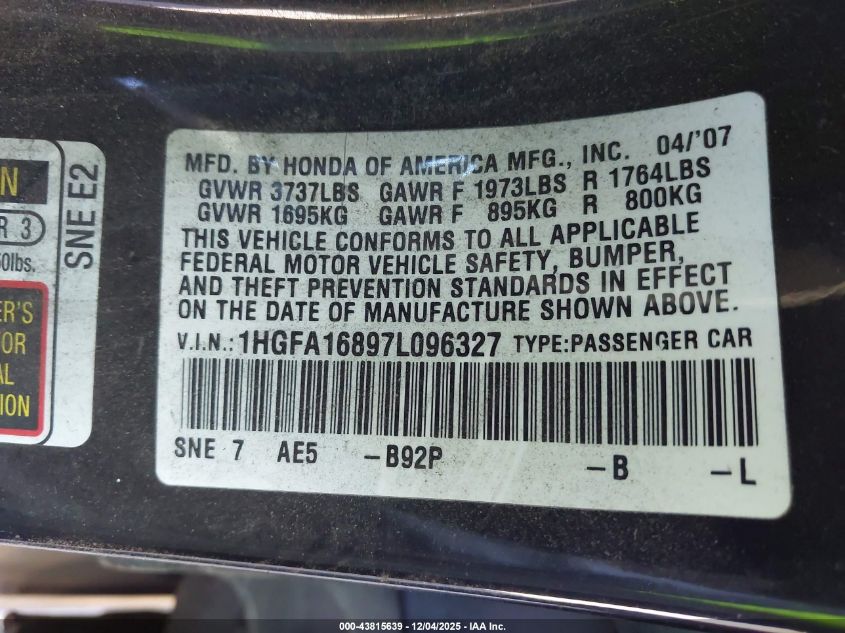 N
R 3
50lbs.
ER'S
OR
AL
TION
SNE E2
MFD. BY HONDA OF AMERICA MFG., INC. 04/'07
GVWR 3737LBS GAWR F 1973LBS R 1764LBS
GVWR 1695KG GAWR F 895KG R 800KG
THIS VEHICLE CONFORMS TO ALL APPLICABLE
FEDERAL MOTOR VEHICLE SAFETY, BUMPER,
AND THEFT PREVENTION STANDARDS IN EFFECT
ON THE DATE OF MANUFACTURE SHOWN ABOVE.
V.I.N.:1HGFA16897L096327 TYPE:PASSENGER CAR
SNE 7 AE5 -B92P -B -L
000-43815639 - 12/04/2025 - IAA Inc.